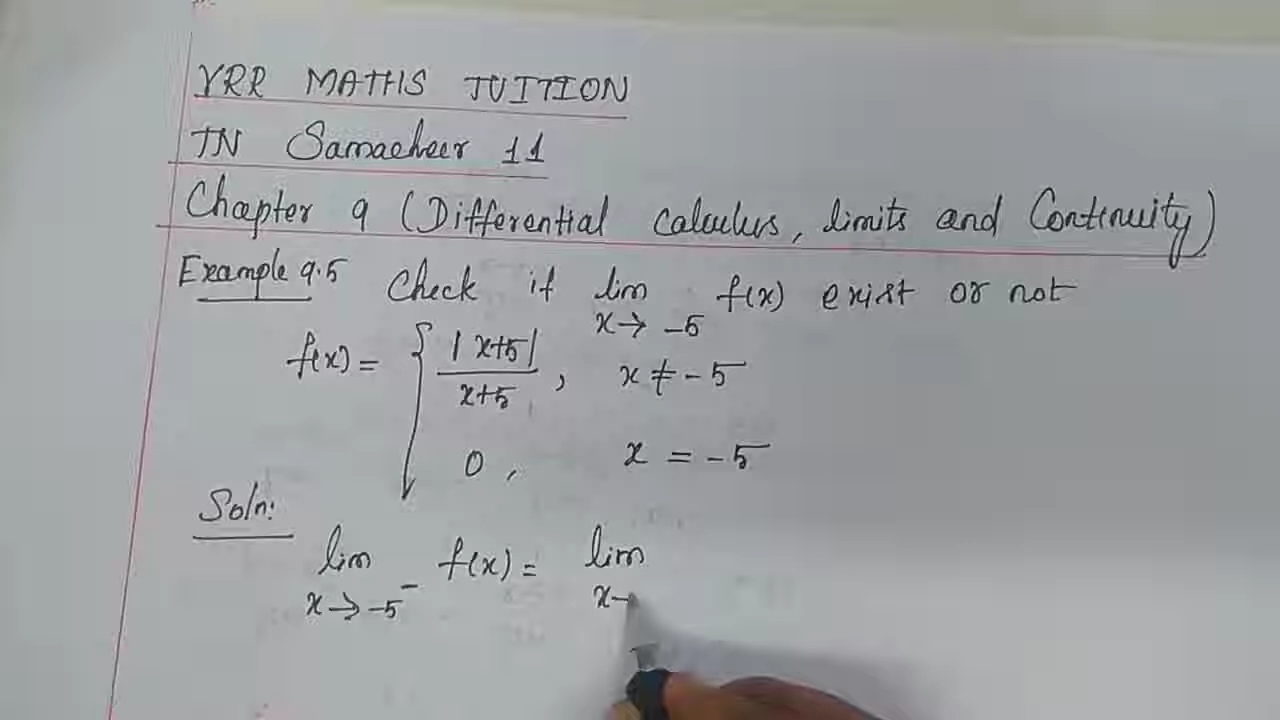 YRR MATHS TUITION
TN Samacheer 11
Chapter 9 (Differential calculus, limits and Continuity)
Example 9.5 Check if lim f(x) exist or not
x → -5
f(x) = { |x+5| / x+5 , x ≠ -5
0 , x = -5
Soln:
lim f(x) = lim
x → -5⁻ x→